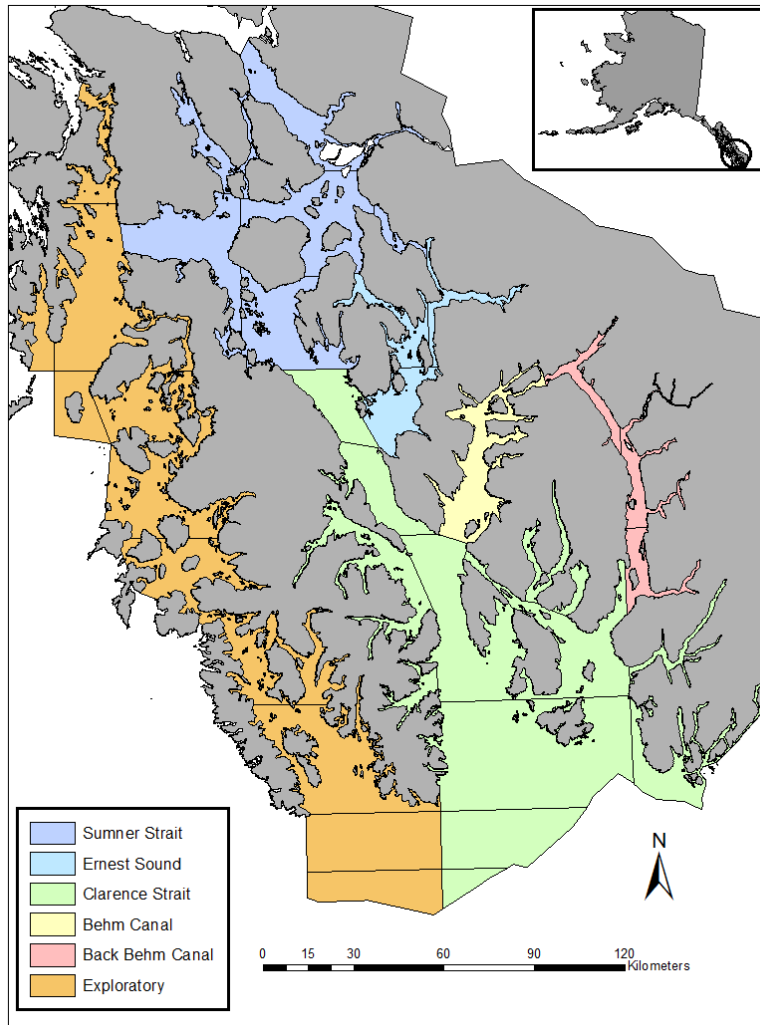 Sumner Strait
Ernest Sound
Clarence Strait
Behm Canal
Back Behm Canal
Exploratory
N
0 15 30 60 90 120
Kilometers